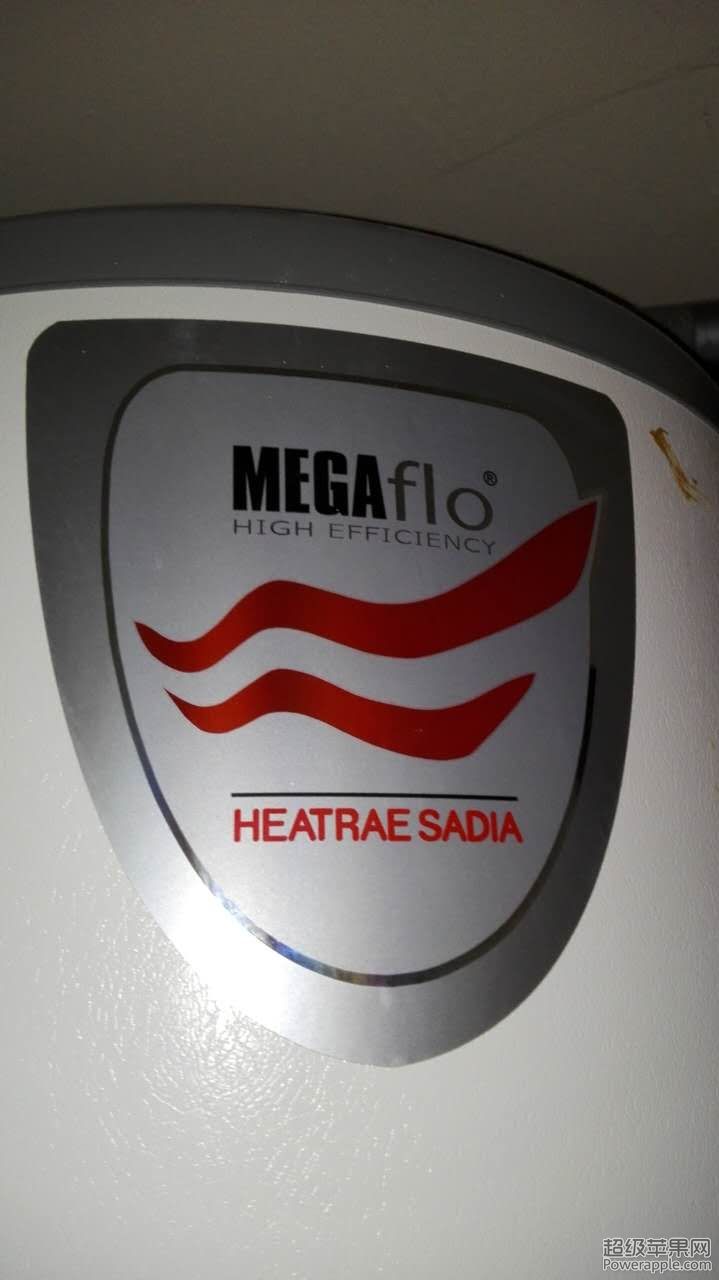 MEGAflo®
HIGH EFFICIENCY
HEATRAE SADIA
超级苹果网
Powerapple.com